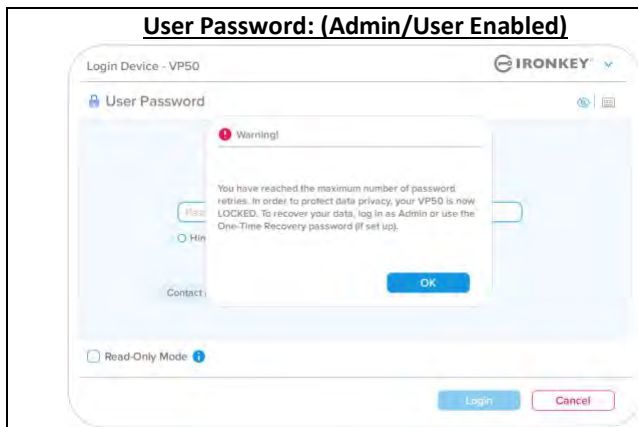 User Password: (Admin/User Enabled)
Login Device - VP50
IRONKEY
User Password
Warning!
You have reached the maximum number of password
retries. In order to protect data privacy, your VP50 is now
LOCKED. To recover your data, log in as Admin or use the
One-Time Recovery password (if set up).
Hin
OK
Contact
Read-Only Mode
Login
Cancel